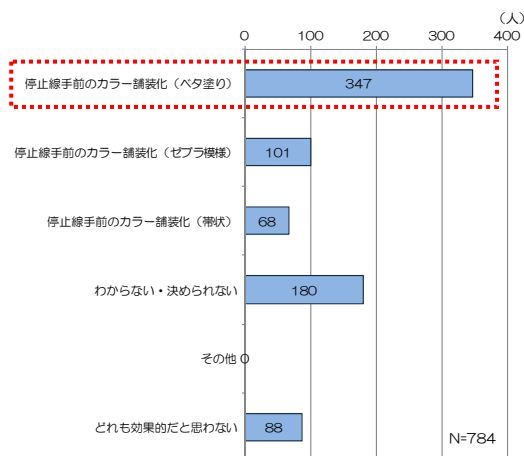 (人)
0 100 200 300 400
停止線手前のカラー舗装化(ベタ塗り) 347
停止線手前のカラー舗装化(ゼブラ模様) 101
停止線手前のカラー舗装化(帯状) 68
わからない・決められない 180
その他 0
どれも効果的だと思わない 88
N=784